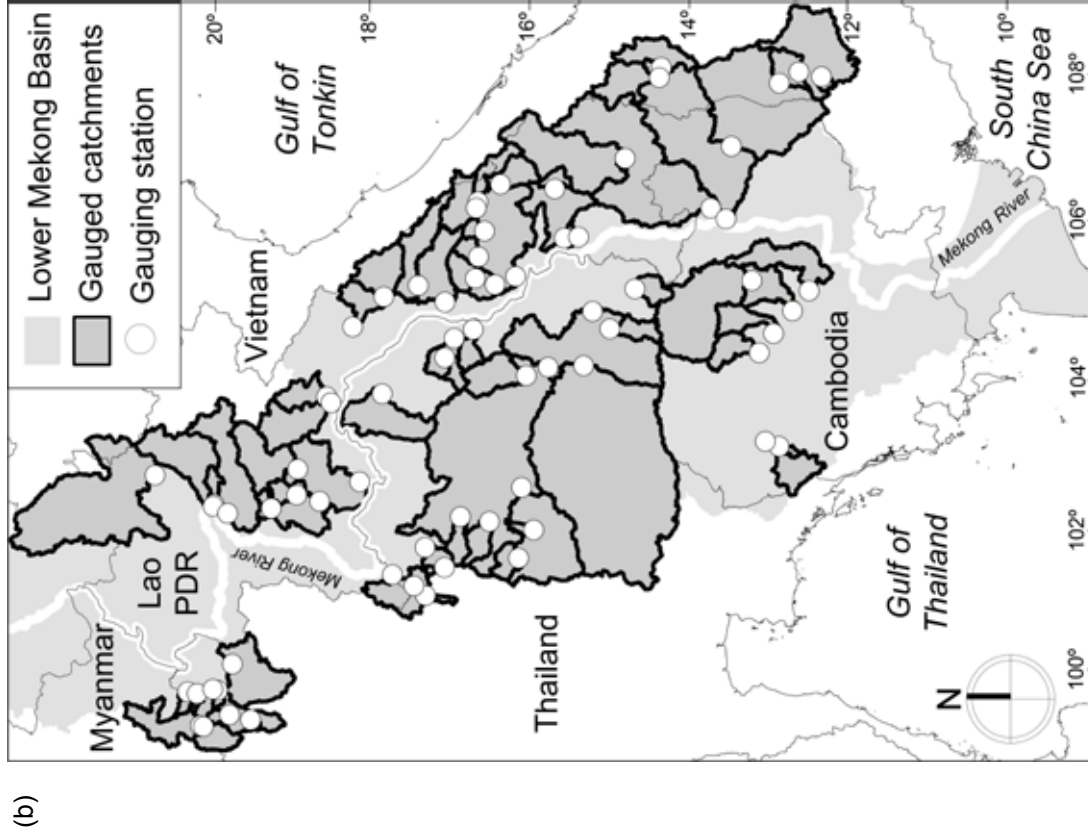 (b)
Lower Mekong Basin
Gauged catchments
Gauging station
Myanmar
Lao
PDR
Vietnam
Gulf of
Tonkin
20°
18°
16°
14°
12°
10°
Mekong River
Thailand
Cambodia
Gulf of
Thailand
Mekong River
South
China Sea
N
100°
102°
104°
106°
108°